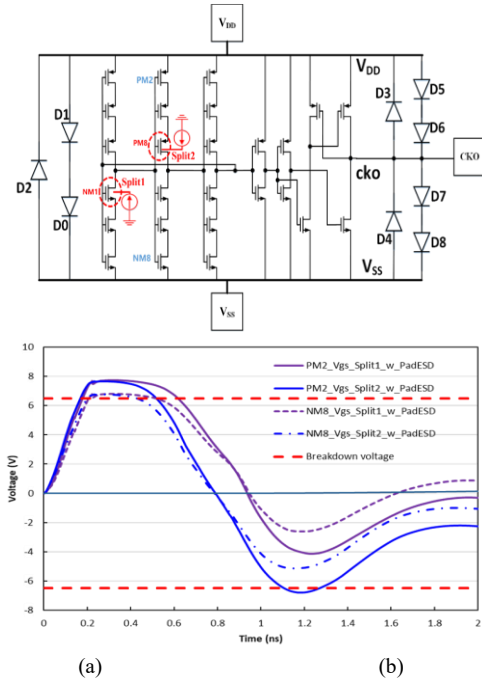 VDD
VDD
PM2
D3
D5
D1
PM8
Split2
D6
CKO
D2
NM1
Split1
cko
D0
D7
D4
D8
NM8
VSS
VSS
10
8
6
4
2
0
-2
-4
-6
-8
Voltage (V)
PM2_Vgs_Split1_w_PadESD
PM2_Vgs_Split2_w_PadESD
NM8_Vgs_Split1_w_PadESD
NM8_Vgs_Split2_w_PadESD
Breakdown voltage
0 0.2 0.4 0.6 0.8 1 1.2 1.4 1.6 1.8 2
Time (ns)
(a) (b)